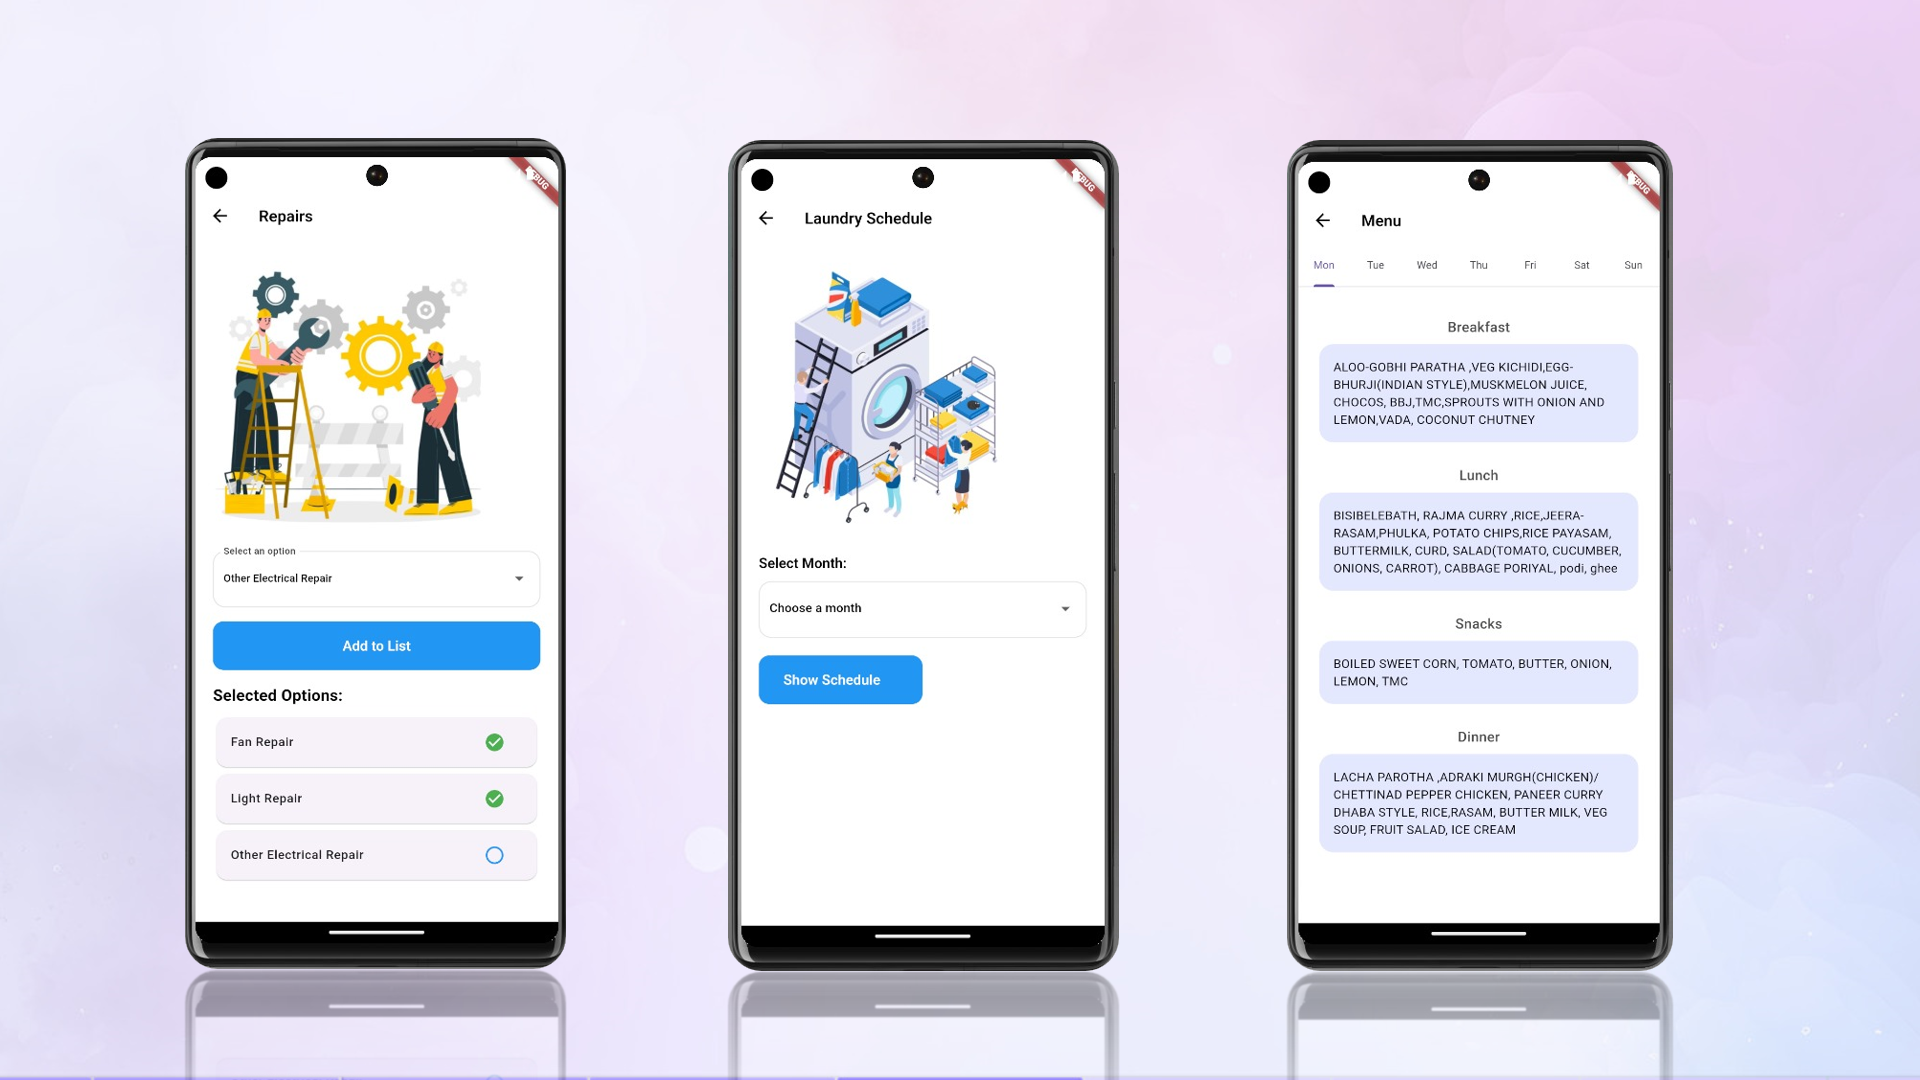 Repairs
Select an option
Other Electrical Repair
Add to List
Selected Options:
Fan Repair
Light Repair
Other Electrical Repair
Laundry Schedule
Select Month:
Choose a month
Show Schedule
Menu
Mon Tue Wed Thu Fri Sat Sun
Breakfast
ALOO-GOBHI PARATHA ,VEG KICHIDI,EGG-
BHURJI(INDIAN STYLE),MUSKMELON JUICE,
CHOCOS, BBJ,TMC,SPROUTS WITH ONION AND
LEMON,VADA, COCONUT CHUTNEY
Lunch
BISIBELEBATH, RAJMA CURRY ,RICE,JEERA-
RASAM,PHULKA, POTATO CHIPS,RICE PAYASAM,
BUTTERMILK, CURD, SALAD(TOMATO, CUCUMBER,
ONIONS, CARROT), CABBAGE PORIYAL, podi, ghee
Snacks
BOILED SWEET CORN, TOMATO, BUTTER, ONION,
LEMON, TMC
Dinner
LACHA PAROTHA ,ADRAKI MURGH(CHICKEN)/
CHETTINAD PEPPER CHICKEN, PANEER CURRY
DHABA STYLE, RICE,RASAM, BUTTER MILK, VEG
SOUP, FRUIT SALAD, ICE CREAM